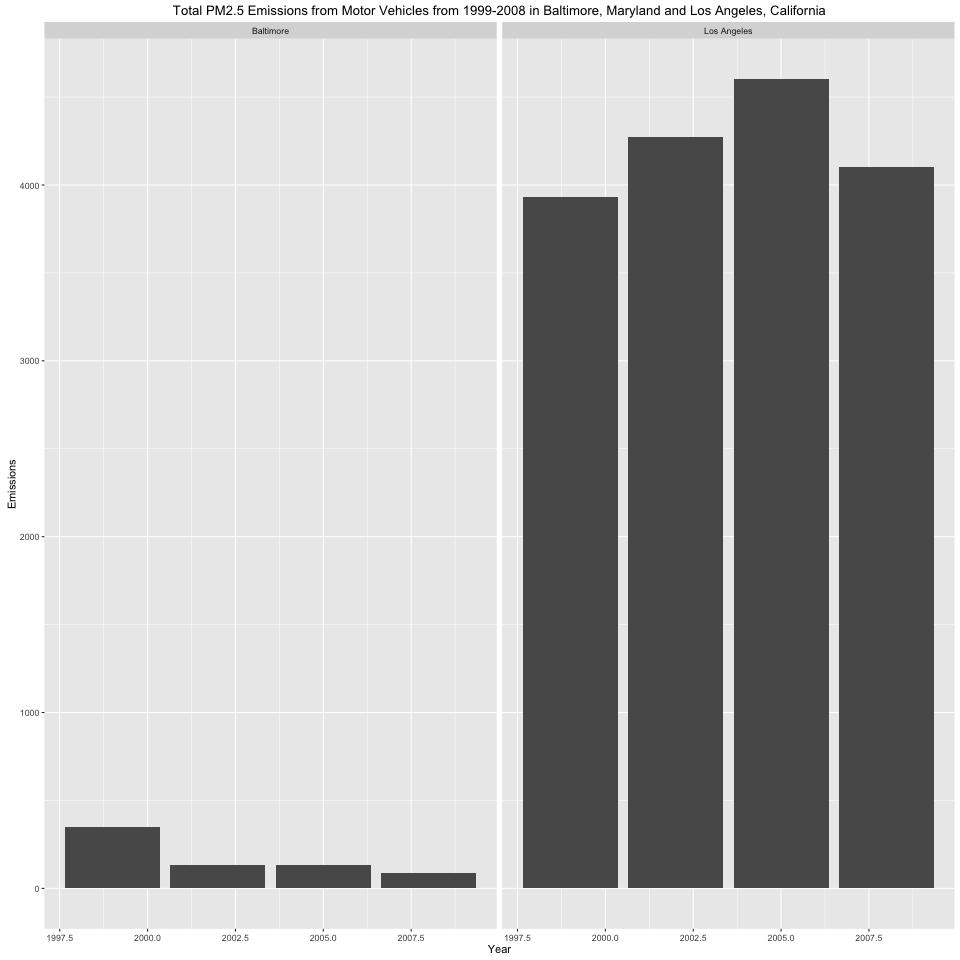 Total PM2.5 Emissions from Motor Vehicles from 1999-2008 in Baltimore, Maryland and Los Angeles, California
Baltimore
Los Angeles
Emissions
4000
3000
2000
1000
0
1997.5 2000.0 2002.5 2005.0 2007.5
1997.5 2000.0 2002.5 2005.0 2007.5
Year